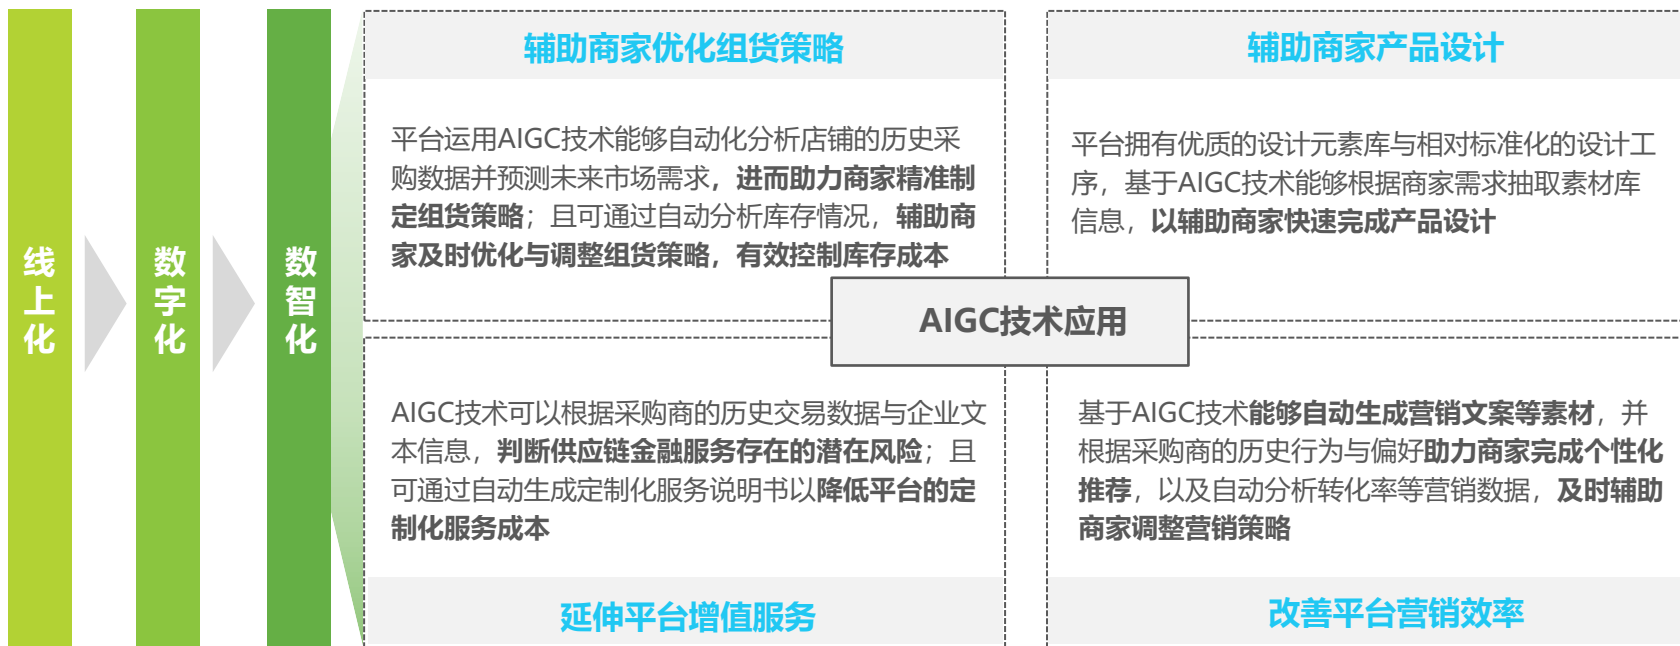 线上化
数字化
数智化
辅助商家优化组货策略
平台运用AIGC技术能够自动化分析店铺的历史采
购数据并预测未来市场需求，进而助力商家精准制
定组货策略；且可通过自动分析库存情况，辅助商
家及时优化与调整组货策略，有效控制库存成本
辅助商家产品设计
平台拥有优质的设计元素库与相对标准化的设计工
序，基于AIGC技术能够根据商家需求抽取素材库
信息，以辅助商家快速完成产品设计
AIGC技术应用
AIGC技术可以根据采购商的历史交易数据与企业文
本信息，判断供应链金融服务存在的潜在风险；且
可通过自动生成定制化服务说明书以降低平台的定
制化服务成本
延伸平台增值服务
基于AIGC技术能够自动生成营销文案等素材，并
根据采购商的历史行为与偏好助力商家完成个性化
推荐，以及自动分析转化率等营销数据，及时辅助
商家调整营销策略
改善平台营销效率